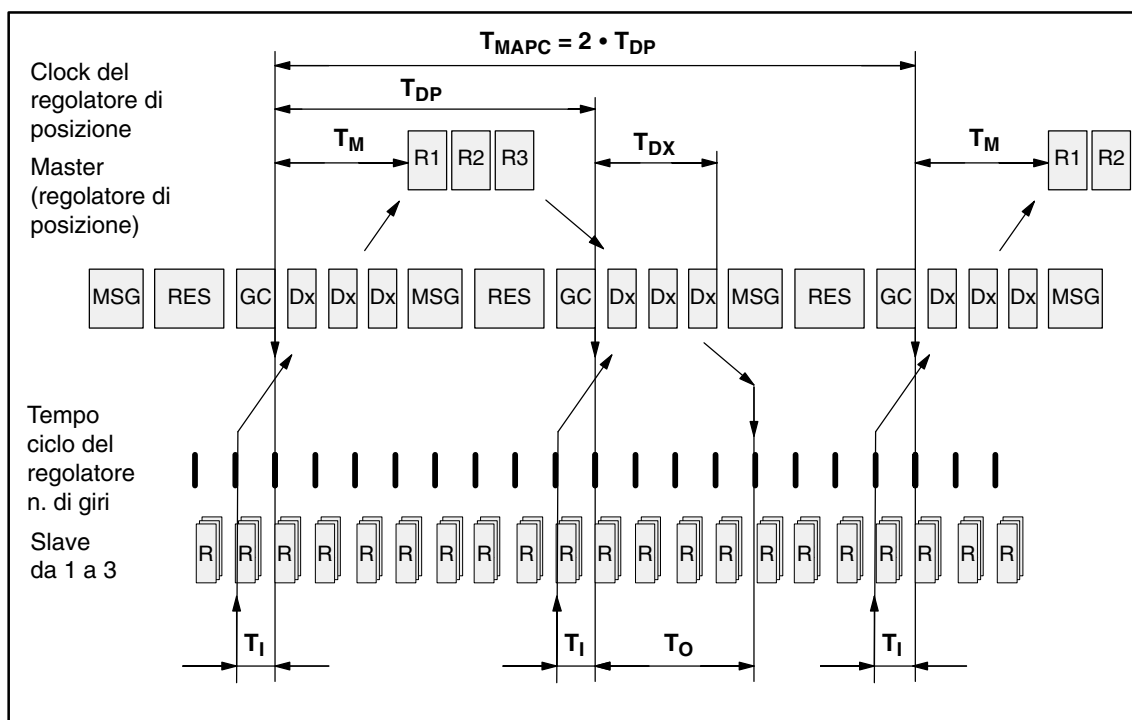 T_MAPC = 2 • T_DP
Clock del
regolatore di
posizione
T_DP
T_M
T_DX
T_M
R1 R2 R3
R1 R2
Master
(regolatore di
posizione)
MSG RES GC Dx Dx Dx MSG RES GC Dx Dx Dx MSG RES GC Dx Dx Dx MSG
Tempo
ciclo del
regolatore
n. di giri
Slave
da 1 a 3
R R R R R R R R R R R R R R R R R R R R R
T_I T_I T_O T_I